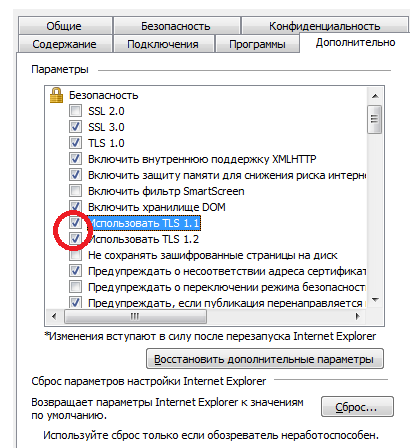 Общие Безопасность Конфиденциальность
Содержание Подключения Программы Дополнительно
Параметры
Безопасность
SSL 2.0
SSL 3.0
TLS 1.0
Включить внутреннюю поддержку XMLHTTP
Включить защиту памяти для снижения риска интерн
Включить фильтр SmartScreen
Включить хранилище DOM
Использовать TLS 1.1
Использовать TLS 1.2
Не сохранять зашифрованные страницы на диск
Предупреждать о несоответствии адреса сертификат
Предупреждать о переключении режима безопасност
Предупреждать, если публикация перенаправляется
*Изменения вступают в силу после перезапуска Internet Explorer
Восстановить дополнительные параметры
Сброс параметров настройки Internet Explorer
Возвращает параметры Internet Explorer к значениям
по умолчанию.
Сброс...
Используйте сброс только если обозреватель неработоспособен.